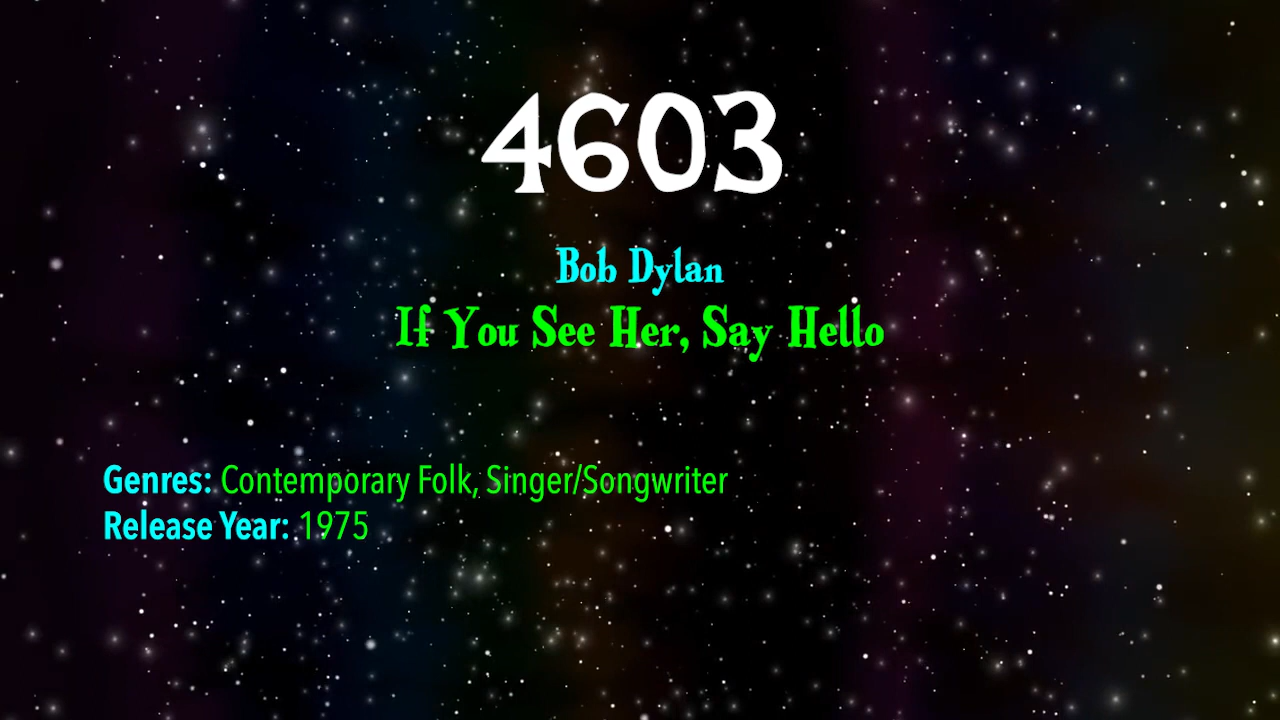 4603
Bob Dylan
If You See Her, Say Hello
Genres: Contemporary Folk, Singer/Songwriter
Release Year: 1975